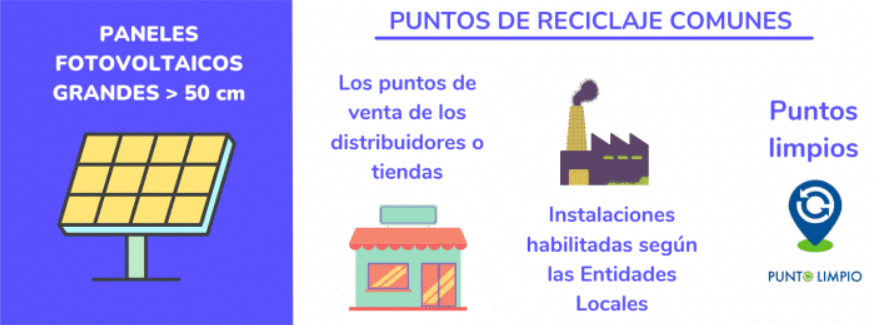 PANELES
FOTOVOLTAICOS
GRANDES > 50 cm
PUNTOS DE RECICLAJE COMUNES
Los puntos de
venta de los
distribuidores o
tiendas
Instalaciones
habilitadas según
las Entidades
Locales
Puntos
limpios
PUNTO LIMPIO